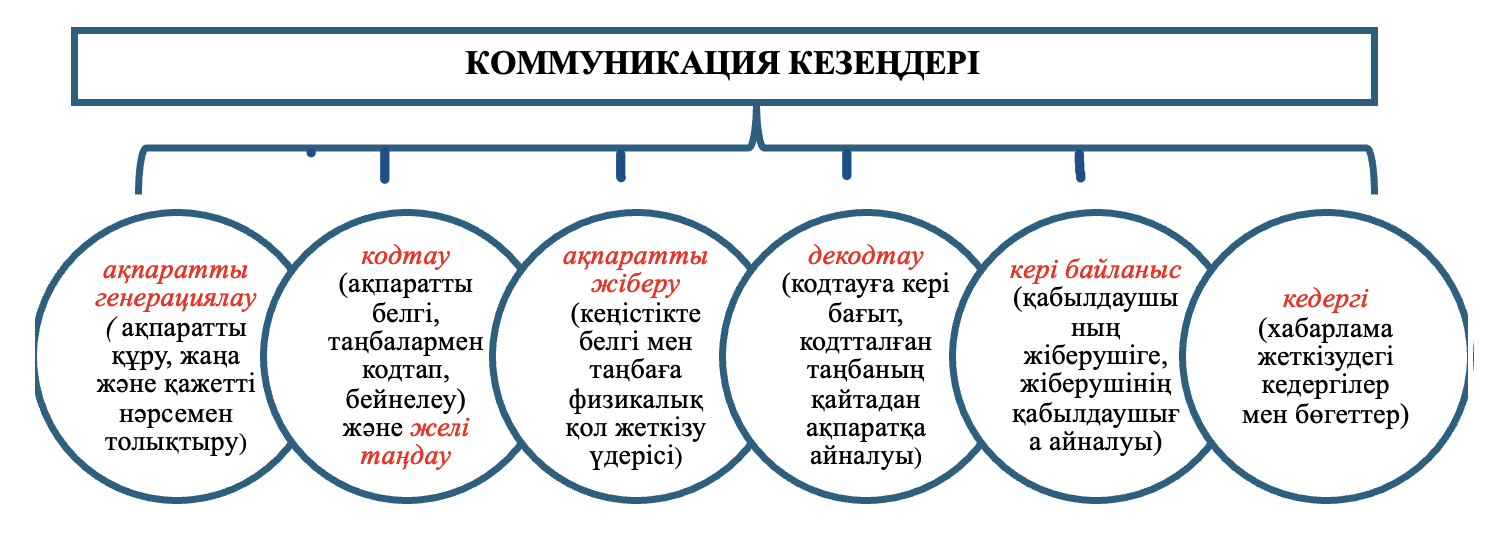 КОММУНИКАЦИЯ КЕЗЕҢДЕРІ
ақпаратты
генерациялау
( ақпаратты
құру, жаңа
және қажетті
нәрсемен
толықтыру)
кодтау
(ақпаратты
белгі,
таңбалармен
кодтап,
бейнелеу)
және желі
таңдау
ақпаратты
жіберу
(кеңістікте
белгі мен
таңбаға
физикалық
қол жеткізу
үдерісі)
декодтау
(кодтауға кері
бағыт,
кодтталған
таңбаның
қайтадан
ақпаратқа
айналуы)
кері байланыс
(қабылдаушы
ның
жіберушіге,
жіберушінің
қабылдаушығ
а айналуы)
кедергі
(хабарлама
жеткізудегі
кедергілер
мен бөгеттер)